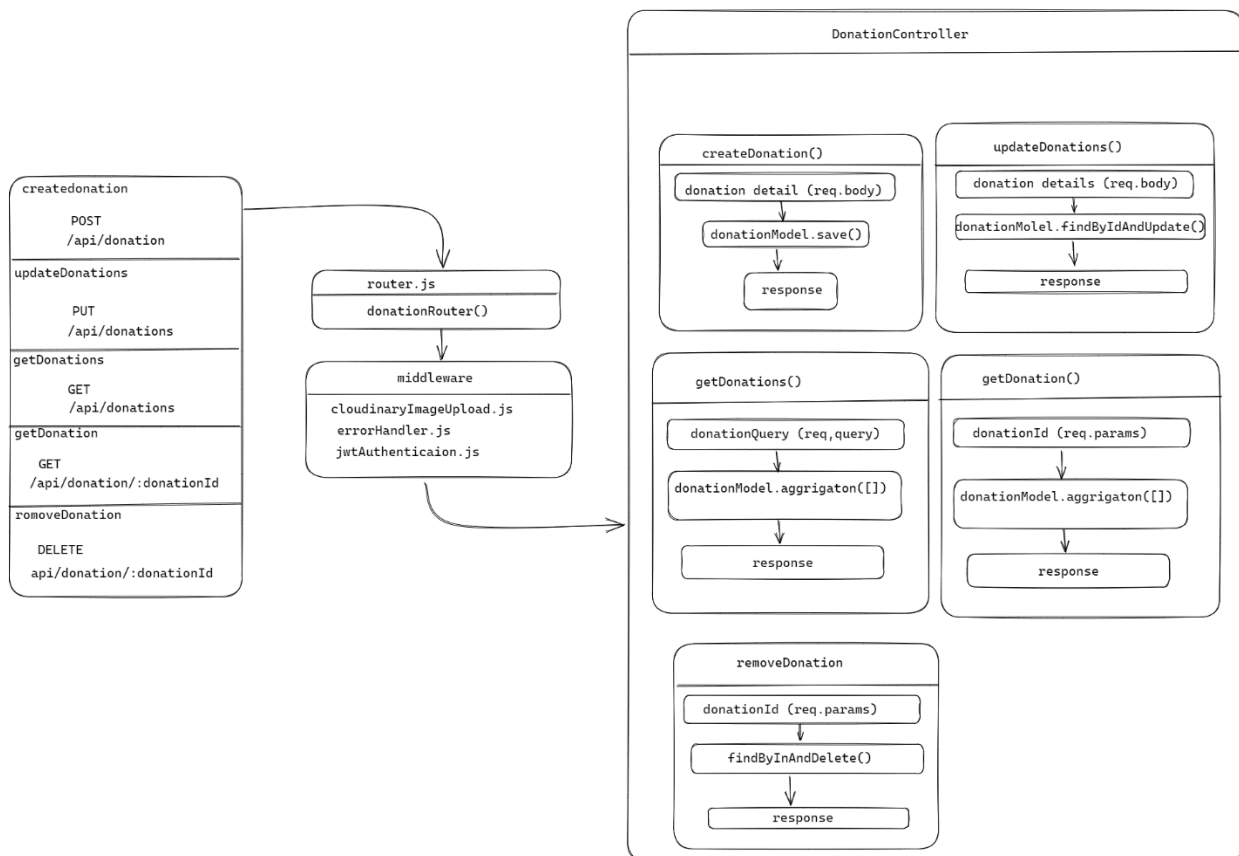 createdonation
POST
/api/donation
updateDonations
PUT
/api/donations
getDonations
GET
/api/donations
getDonation
GET
/api/donation/:donationId
romoveDonation
DELETE
api/donation/:donationId
router.js
donationRouter()
middleware
cloudinaryImageUpload.js
errorHandler.js
jwtAuthenticaion.js
DonationController
createDonation()
donation detail (req.body)
donationModel.save()
response
updateDonations()
donation details (req.body)
donationMolel.findByIdAndUpdate()
response
getDonations()
donationQuery (req,query)
donationModel.aggrigaton([])
response
getDonation()
donationId (req.params)
donationModel.aggrigaton([])
response
removeDonation
donationId (req.params)
findByInAndDelete()
response